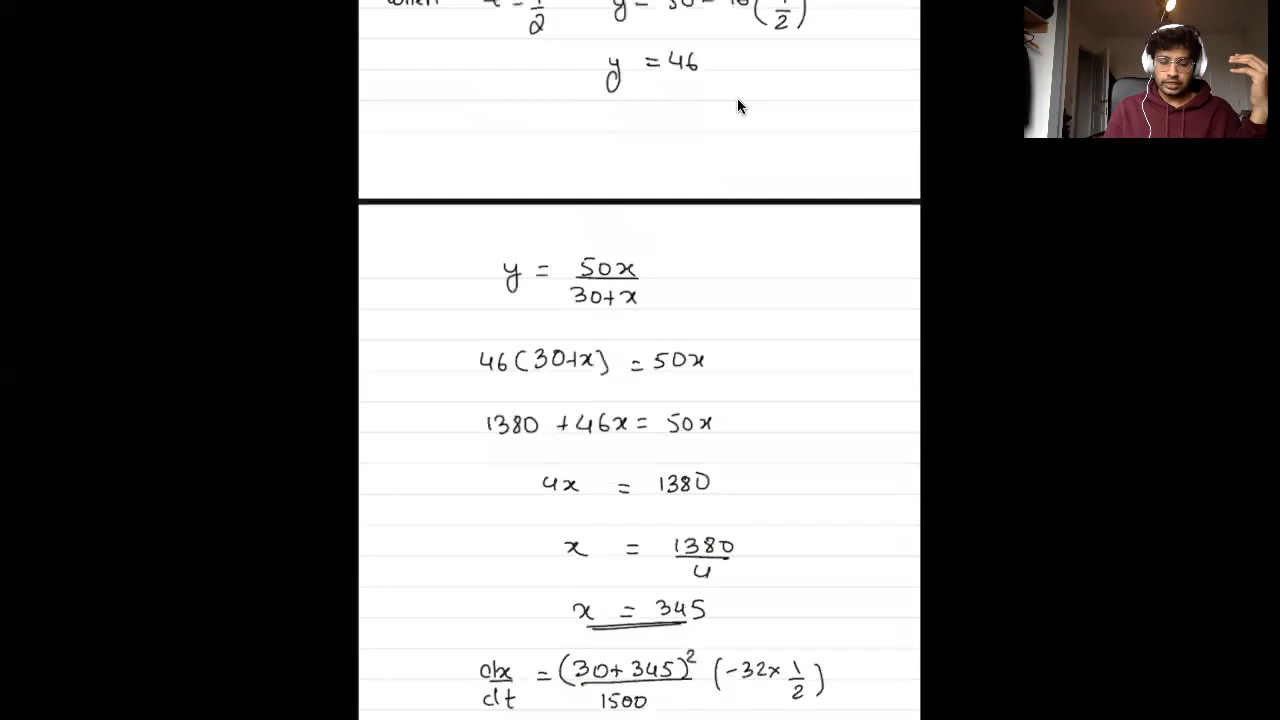 y = 46
y = 50x / 30+x
46(30+x) = 50x
1380 + 46x = 50x
4x = 1380
x = 1380 / 4
x = 345
dx/dt = (30+345)² / 1500 (-32 x 1/2)